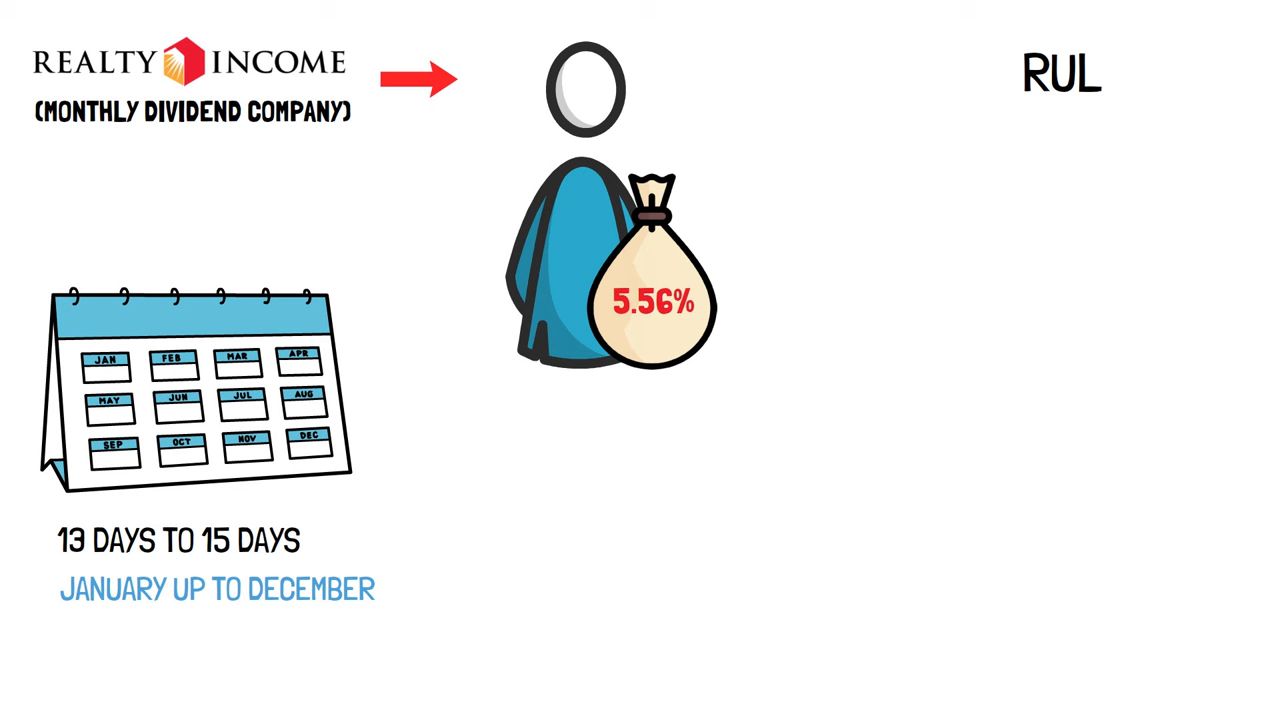 REALTY INCOME
(MONTHLY DIVIDEND COMPANY)
RUL
5.56%
JAN FEB MAR APR
MAY JUN JUL AUG
SEP OCT NOV DEC
13 DAYS TO 15 DAYS
JANUARY UP TO DECEMBER